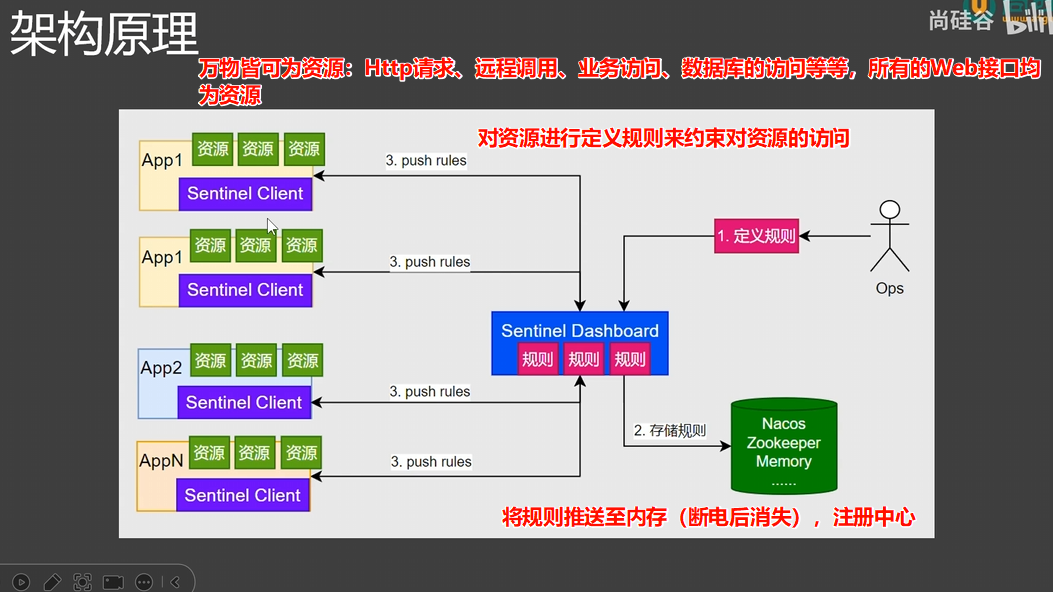 架构原理
尚硅谷
bili
万物皆可为资源：Http请求、远程调用、业务访问、数据库的访问等等，所有的Web接口均
为资源
对资源进行定义规则来约束对资源的访问
App1
资源 资源 资源
Sentinel Client
3. push rules
App1
资源 资源 资源
Sentinel Client
3. push rules
1. 定义规则
Ops
Sentinel Dashboard
规则 规则 规则
App2
资源 资源 资源
Sentinel Client
3. push rules
2. 存储规则
Nacos
Zookeeper
Memory
......
AppN
资源 资源 资源
Sentinel Client
3. push rules
将规则推送至内存（断电后消失），注册中心